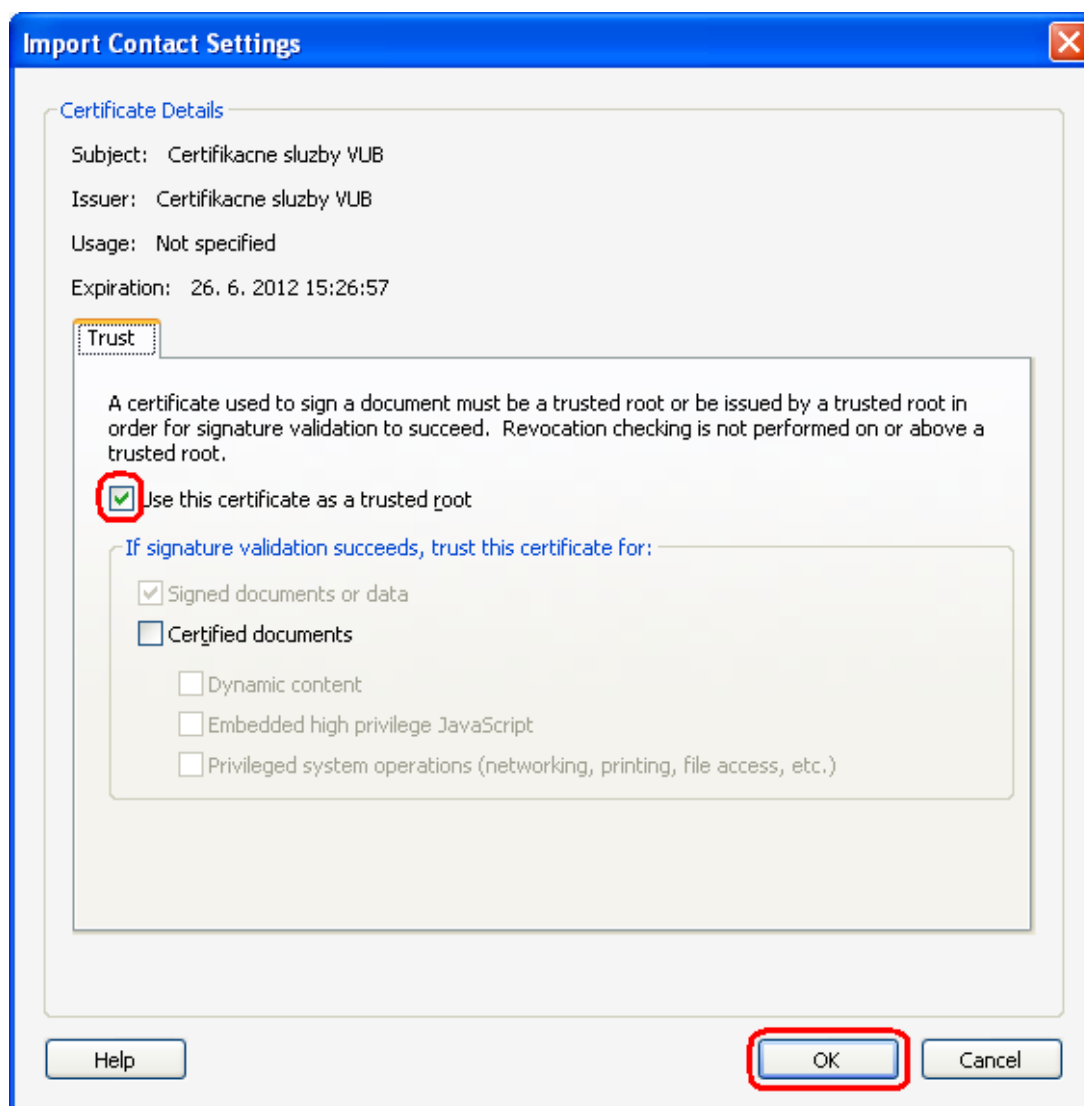 Import Contact Settings
Certificate Details
Subject: Certifikacne sluzby VUB
Issuer: Certifikacne sluzby VUB
Usage: Not specified
Expiration: 26. 6. 2012 15:26:57
Trust
A certificate used to sign a document must be a trusted root or be issued by a trusted root in
order for signature validation to succeed. Revocation checking is not performed on or above a
trusted root.
Use this certificate as a trusted root
If signature validation succeeds, trust this certificate for:
Signed documents or data
Certified documents
Dynamic content
Embedded high privilege JavaScript
Privileged system operations (networking, printing, file access, etc.)
Help OK Cancel